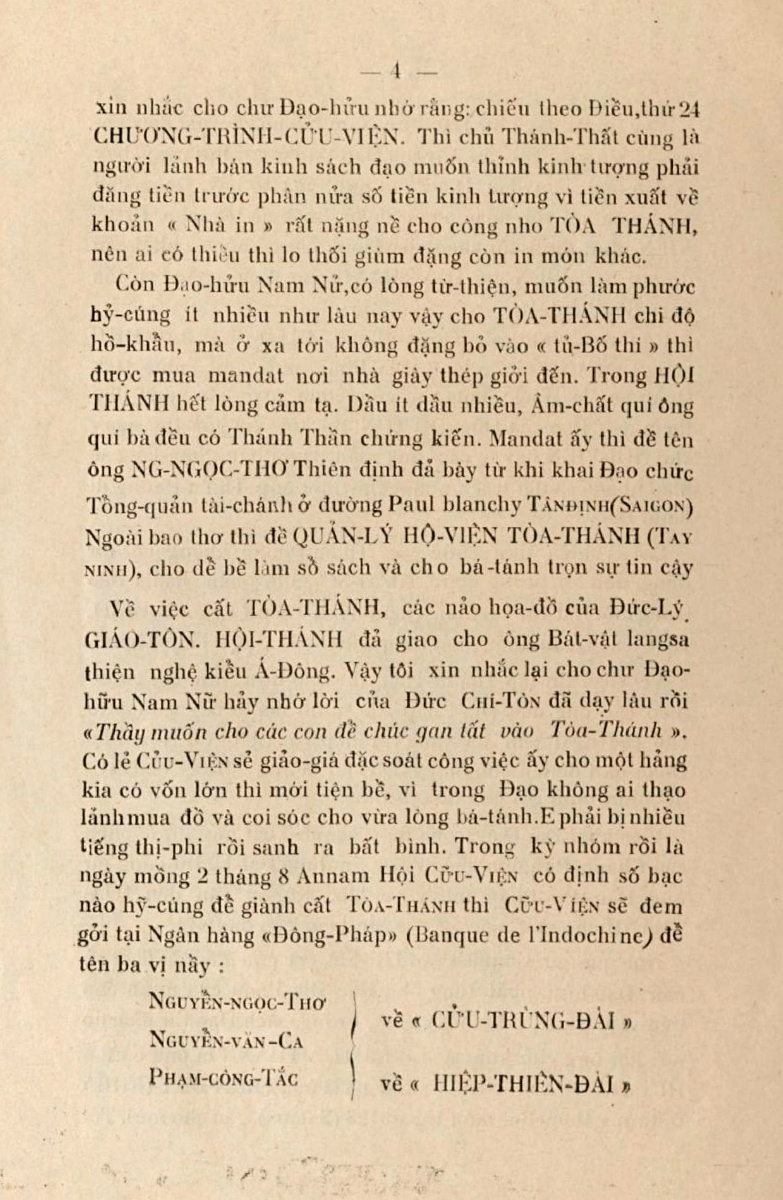 — 4 —
xin nhắc cho chư Đạo-hửu nhớ rằng: chiếu theo Điều,thứ 24
CHƯƠNG-TRÌNH-CỬU-VIỆN. Thì chủ Thánh-Thất cùng là
người lảnh bán kinh sách đạo muốn thỉnh kinh tượng phải
đăng tiền trước phân nửa số tiền kinh tượng vì tiền xuất về
khoản « Nhà in » rất nặng nề cho công nho TÒA THÁNH,
nên ai có thiếu thì lo thối giùm đặng còn in món khác.
Còn Đạo-hửu Nam Nử,có lòng từ-thiện, muốn làm phước
hỷ-cúng ít nhiều như lâu nay vậy cho TÒA-THÁNH chi độ
hồ-khẩu, mà ở xa tới không đặng bỏ vào « tủ-Bố thí » thì
được mua mandat nơi nhà giây thép giởi đến. Trong HỘI
THÁNH hết lòng cảm tạ. Dầu ít dầu nhiều, Âm-chất quí ông
quí bà đều có Thánh Thần chứng kiến. Mandat ấy thì đề tên
ông NG-NGỌC-THƠ Thiên định đả bày từ khi khai Đạo chức
Tổng-quản tài-chánh ở đường Paul blanchy TÂNĐỊNH(SAIGON)
Ngoài bao thơ thì đề QUẢN-LÝ HỘ-VIỆN TÒA-THÁNH (TAY
NINH), cho dể bề làm sổ sách và cho bá-tánh trọn sự tin cậy
Về việc cất TÒA-THÁNH, các nảo họa-đồ của Đức-Lý
GIÁO-TÔN. HỘI-THÁNH đả giao cho ông Bát-vật langsa
thiện nghệ kiểu Á-Đông. Vậy tôi xin nhắc lại cho chư Đạo-
hữu Nam Nữ hảy nhớ lời của Đức CHÍ-TÔN đã dạy lâu rồi
«Thầy muốn cho các con đề chúc gan tất vào Tòa-Thánh ».
Có lẻ CỬU-VIỆN sẻ giảo-giá đặc soát công việc ấy cho một hảng
kia có vốn lớn thì mới tiện bề, vì trong Đạo không ai thạo
lảnhmua đồ và coi sóc cho vừa lòng bá-tánh.E phải bị nhiều
tiếng thị-phi rồi sanh ra bất bình. Trong kỳ nhóm rồi là
ngày mồng 2 tháng 8 Annam Hội CỮU-VIỆN có định số bạc
nào hỹ-cúng để giành cất TÒA-THÁNH thì CỮU-VIỆN sẽ đem
gởi tại Ngân hàng «Đông-Pháp» (Banque de l'Indochine) đề
tên ba vị nầy :
NGUYỄN-NGỌC-THƠ
về « CỬU-TRÙNG-ĐÀI »
NGUYỄN-VĂN-CA
PHẠM-CÔNG-TẮC
về « HIỆP-THIÊN-ĐÀI »